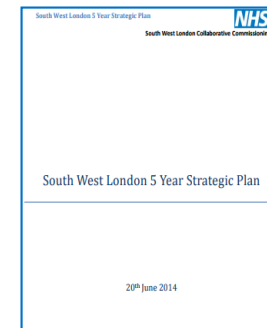 South West London 5 Year Strategic Plan
NHS
South West London Collaborative Commissionin
South West London 5 Year Strategic Plan
20th June 2014